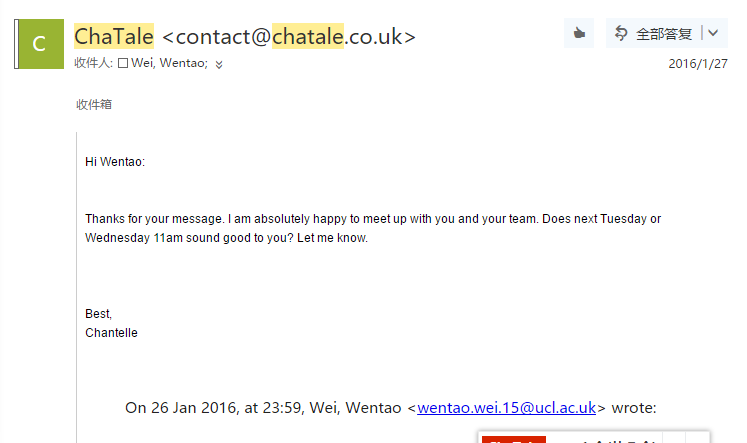 C
ChaTale <contact@chatale.co.uk>
全部答复
收件人: Wei, Wentao;
2016/1/27
收件箱
Hi Wentao:
Thanks for your message. I am absolutely happy to meet up with you and your team. Does next Tuesday or
Wednesday 11am sound good to you? Let me know.
Best,
Chantelle
On 26 Jan 2016, at 23:59, Wei, Wentao <wentao.wei.15@ucl.ac.uk> wrote: